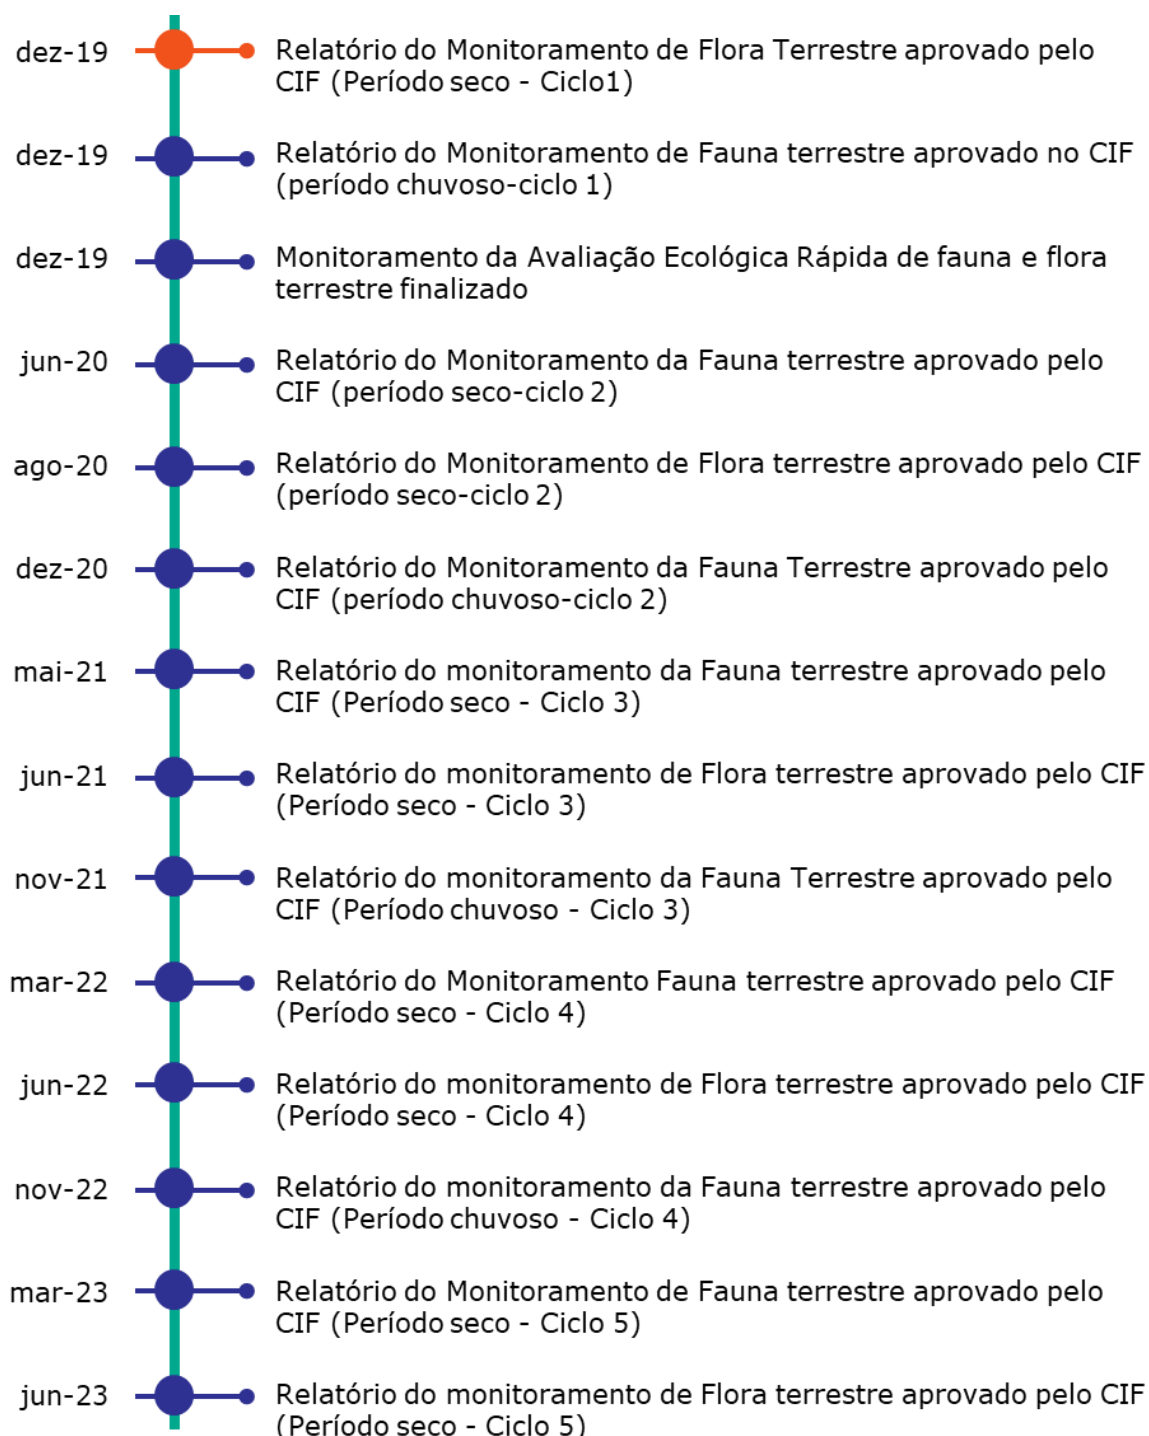 dez-19
Relatório do Monitoramento de Flora Terrestre aprovado pelo
CIF (Período seco - Ciclo1)
dez-19
Relatório do Monitoramento de Fauna terrestre aprovado no CIF
(período chuvoso-ciclo 1)
dez-19
Monitoramento da Avaliação Ecológica Rápida de fauna e flora
terrestre finalizado
jun-20
Relatório do Monitoramento da Fauna terrestre aprovado pelo
CIF (período seco-ciclo 2)
ago-20
Relatório do Monitoramento de Flora terrestre aprovado pelo CIF
(período seco-ciclo 2)
dez-20
Relatório do Monitoramento da Fauna Terrestre aprovado pelo
CIF (período chuvoso-ciclo 2)
mai-21
Relatório do monitoramento da Fauna terrestre aprovado pelo
CIF (Período seco - Ciclo 3)
jun-21
Relatório do monitoramento de Flora terrestre aprovado pelo CIF
(Período seco - Ciclo 3)
nov-21
Relatório do monitoramento da Fauna Terrestre aprovado pelo
CIF (Período chuvoso - Ciclo 3)
mar-22
Relatório do Monitoramento Fauna terrestre aprovado pelo CIF
(Período seco - Ciclo 4)
jun-22
Relatório do monitoramento de Flora terrestre aprovado pelo CIF
(Período seco - Ciclo 4)
nov-22
Relatório do monitoramento da Fauna terrestre aprovado pelo
CIF (Período chuvoso - Ciclo 4)
mar-23
Relatório do Monitoramento de Fauna terrestre aprovado pelo
CIF (Período seco - Ciclo 5)
jun-23
Relatório do monitoramento de Flora terrestre aprovado pelo CIF
(Período seco - Ciclo 5)